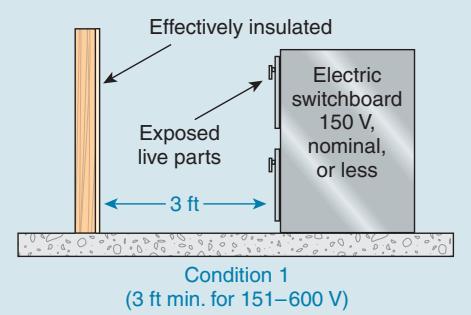 Effectively insulated
Electric
switchboard
150 V,
nominal,
or less
Exposed
live parts
3 ft
Condition 1
(3 ft min. for 151–600 V)